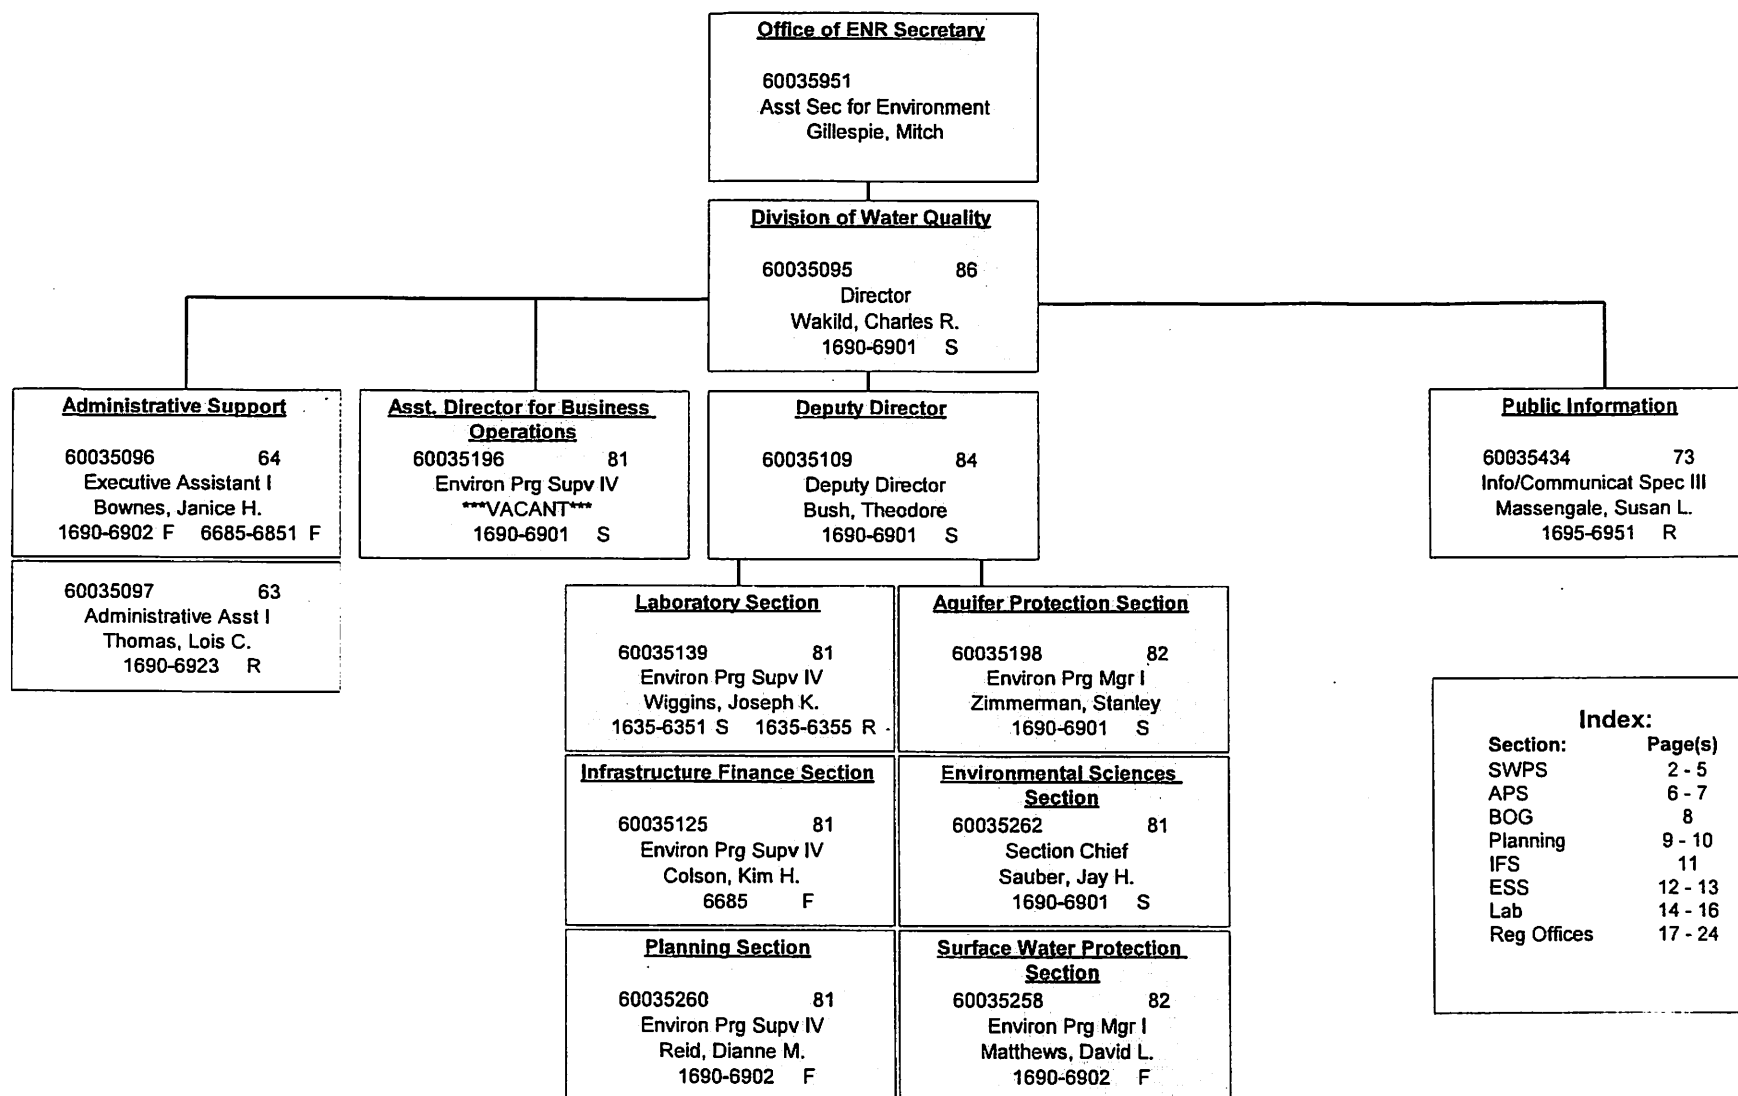 Office of ENR Secretary
60035951
Asst Sec for Environment
Gillespie, Mitch
Division of Water Quality
60035095 86
Director
Wakild, Charles R.
1690-6901 S
Administrative Support
60035096 64
Executive Assistant I
Bownes, Janice H.
1690-6902 F 6685-6851 F
60035097 63
Administrative Asst I
Thomas, Lois C.
1690-6923 R
Asst. Director for Business
Operations
60035196 81
Environ Prg Supv IV
***VACANT***
1690-6901 S
Deputy Director
60035109 84
Deputy Director
Bush, Theodore
1690-6901 S
Public Information
60035434 73
Info/Communicat Spec III
Massengale, Susan L.
1695-6951 R
Laboratory Section
60035139 81
Environ Prg Supv IV
Wiggins, Joseph K.
1635-6351 S 1635-6355 R
Aquifer Protection Section
60035198 82
Environ Prg Mgr I
Zimmerman, Stanley
1690-6901 S
Infrastructure Finance Section
60035125 81
Environ Prg Supv IV
Colson, Kim H.
6685 F
Environmental Sciences
Section
60035262 81
Section Chief
Sauber, Jay H.
1690-6901 S
Planning Section
60035260 81
Environ Prg Supv IV
Reid, Dianne M.
1690-6902 F
Surface Water Protection
Section
60035258 82
Environ Prg Mgr I
Matthews, David L.
1690-6902 F
Index:
Section: Page(s)
SWPS 2 - 5
APS 6 - 7
BOG 8
Planning 9 - 10
IFS 11
ESS 12 - 13
Lab 14 - 16
Reg Offices 17 - 24